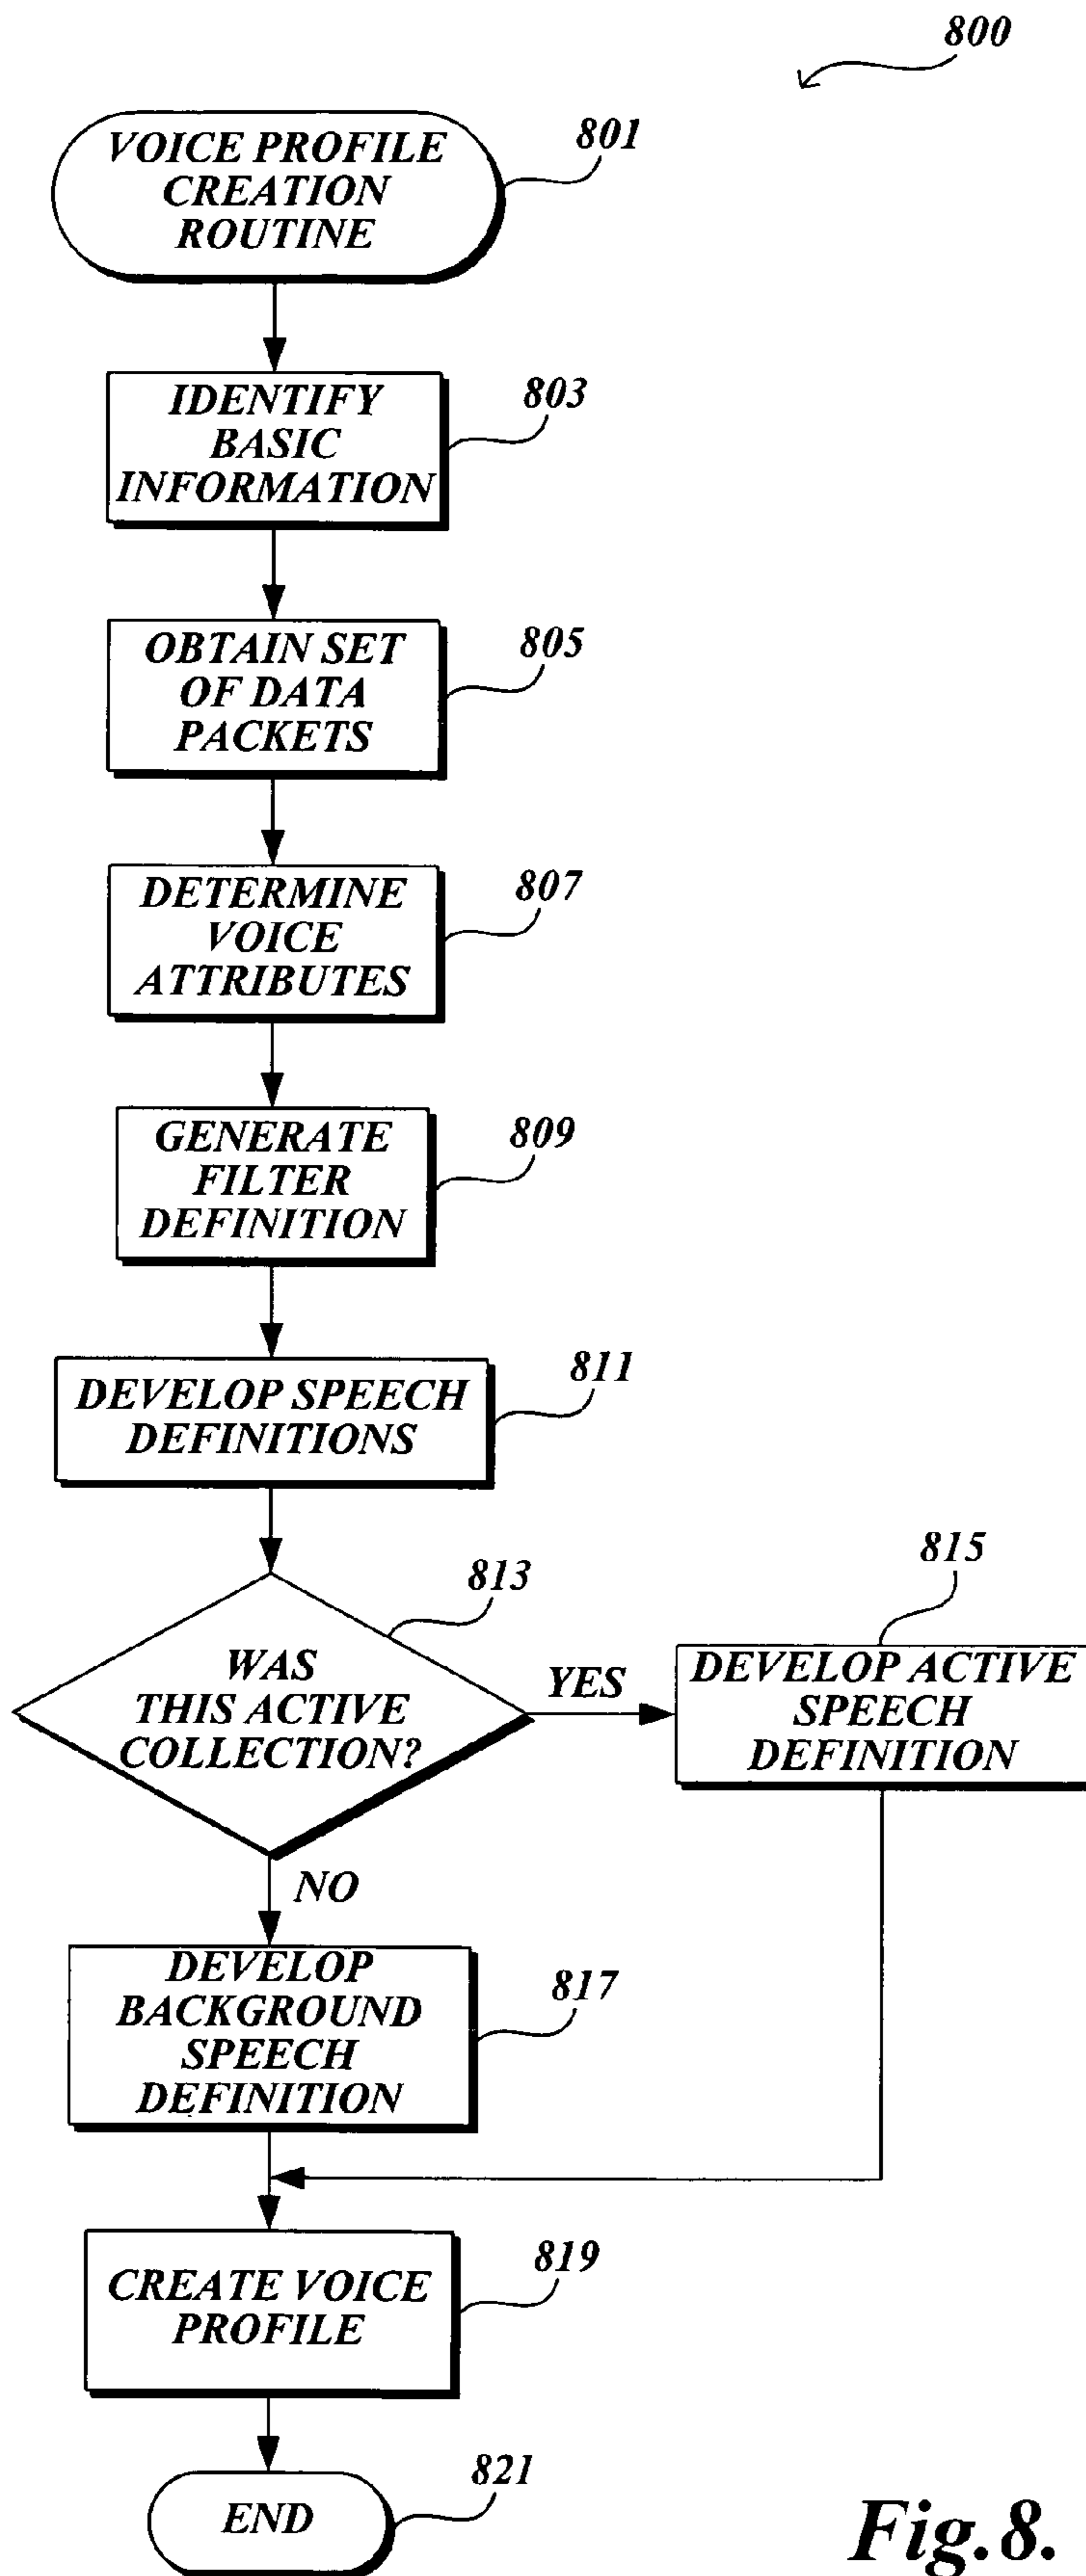 800
VOICE PROFILE
CREATION
ROUTINE
801
IDENTIFY
BASIC
INFORMATION
803
OBTAIN SET
OF DATA
PACKETS
805
DETERMINE
VOICE
ATTRIBUTES
807
GENERATE
FILTER
DEFINITION
809
DEVELOP SPEECH
DEFINITIONS
811
WAS
THIS ACTIVE
COLLECTION?
813
YES
DEVELOP ACTIVE
SPEECH
DEFINITION
815
NO
DEVELOP
BACKGROUND
SPEECH
DEFINITION
817
CREATE VOICE
PROFILE
819
END
821
Fig.8.